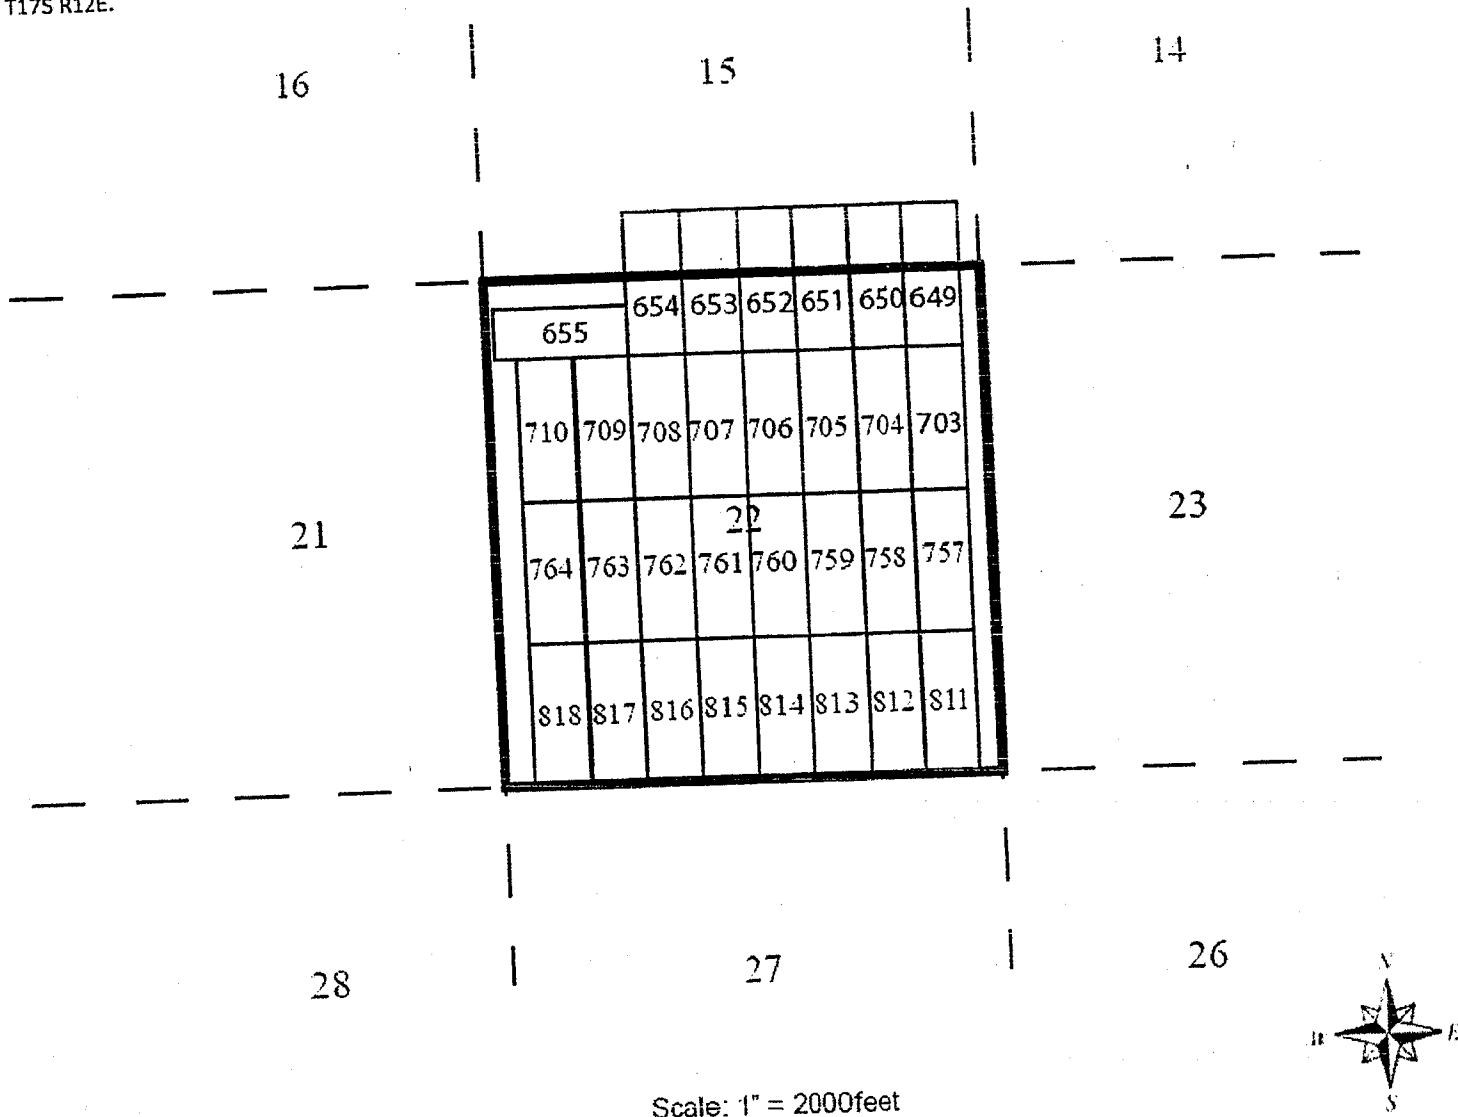 T17S R12E.
16 15 14
654 653 652 651 650 649
655
710 709 708 707 706 705 704 703
21 22 23
764 763 762 761 760 759 758 757
818 817 816 815 814 813 812 811
28 27 26
N
W E
S
Scale: 1" = 2000feet